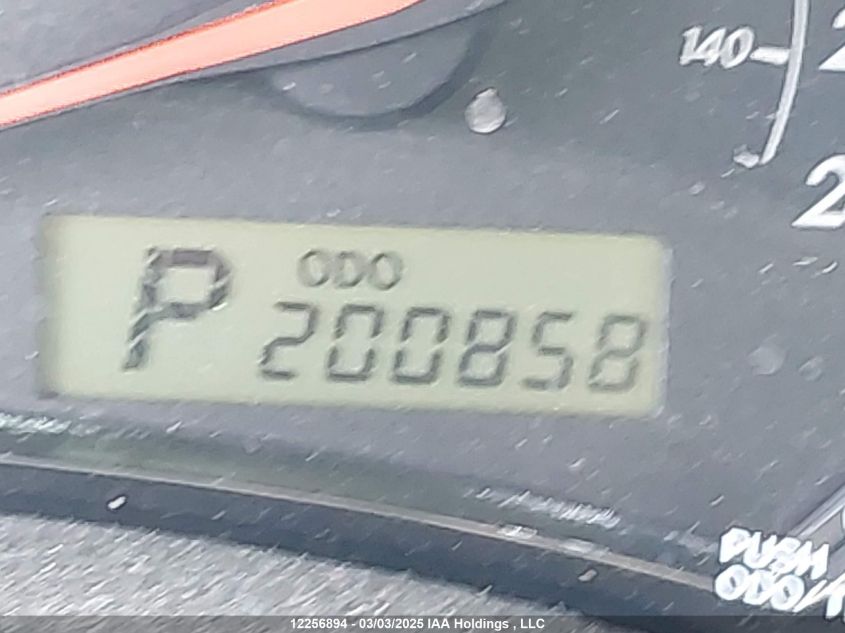 140
P
ODO
200858
PUSH
ODO/
12256894 - 03/03/2025 IAA Holdings , LLC